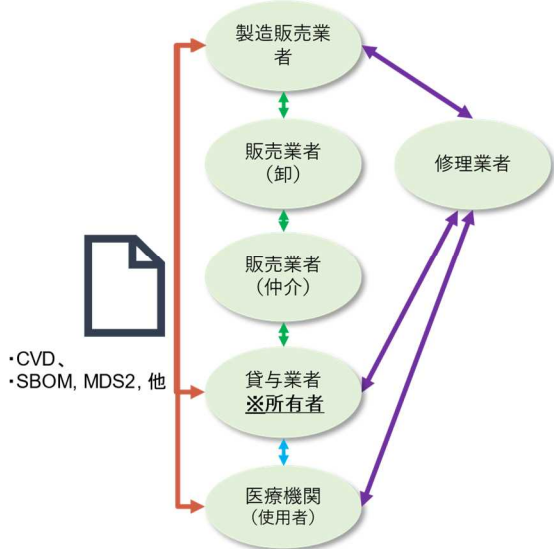 製造販売業
者
販売業者
（卸）
修理業者
販売業者
（仲介）
・CVD、
・SBOM, MDS2, 他
貸与業者
※所有者
医療機関
（使用者）